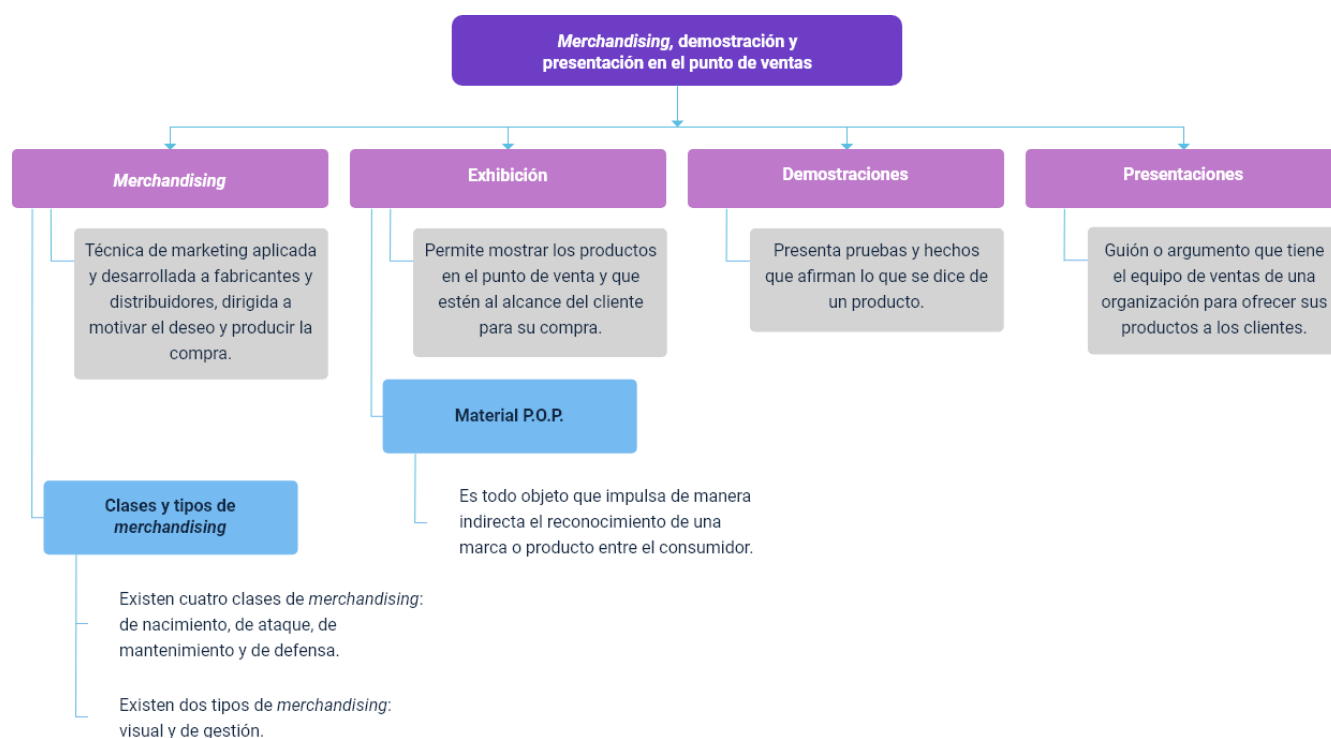 Merchandising, demostración y
presentación en el punto de ventas
Merchandising
Exhibición
Demostraciones
Presentaciones
Técnica de marketing aplicada
y desarrollada a fabricantes y
distribuidores, dirigida a
motivar el deseo y producir la
compra.
Permite mostrar los productos
en el punto de venta y que
estén al alcance del cliente
para su compra.
Presenta pruebas y hechos
que afirman lo que se dice de
un producto.
Guión o argumento que tiene
el equipo de ventas de una
organización para ofrecer sus
productos a los clientes.
Material P.O.P.
Es todo objeto que impulsa de manera
indirecta el reconocimiento de una
marca o producto entre el consumidor.
Clases y tipos de
merchandising
Existen cuatro clases de merchandising:
de nacimiento, de ataque, de
mantenimiento y de defensa.
Existen dos tipos de merchandising:
visual y de gestión.